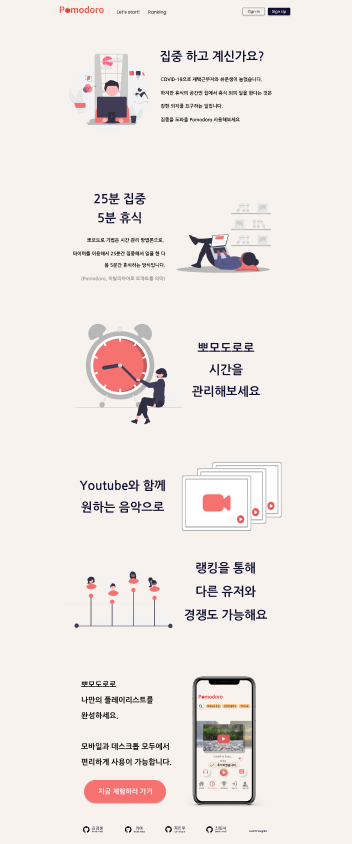 Pomodoro
Let's start!
Ranking
Sign In
Sign Up
집중 하고 계신가요?
COVID-19으로 재택근무와 취준생이 늘었습니다.
하지만 휴식의 공간인 집에서 휴식 외의 일을 한다는 것은
강한 의지를 요구하는 일입니다.
집중을 도와줄 Pomodoro 사용해보세요
25분 집중
5분 휴식
뽀모도로 기법은 시간 관리 방법론으로,
타이머를 이용해서 25분간 집중해서 일을 한 다
음 5분간 휴식하는 방식입니다.
(Pomodoro, 이탈리아어로 토마토를 의미)
뽀모도로로
시간을
관리해보세요
Youtube와 함께
원하는 음악으로
랭킹을 통해
다른 유저와
경쟁도 가능해요
뽀모도로로
나만의 플레이리스트를
완성하세요.
모바일과 데스크톱 모두에서
편리하게 사용이 가능합니다.
Pomodoro
지금 체험하러 가기